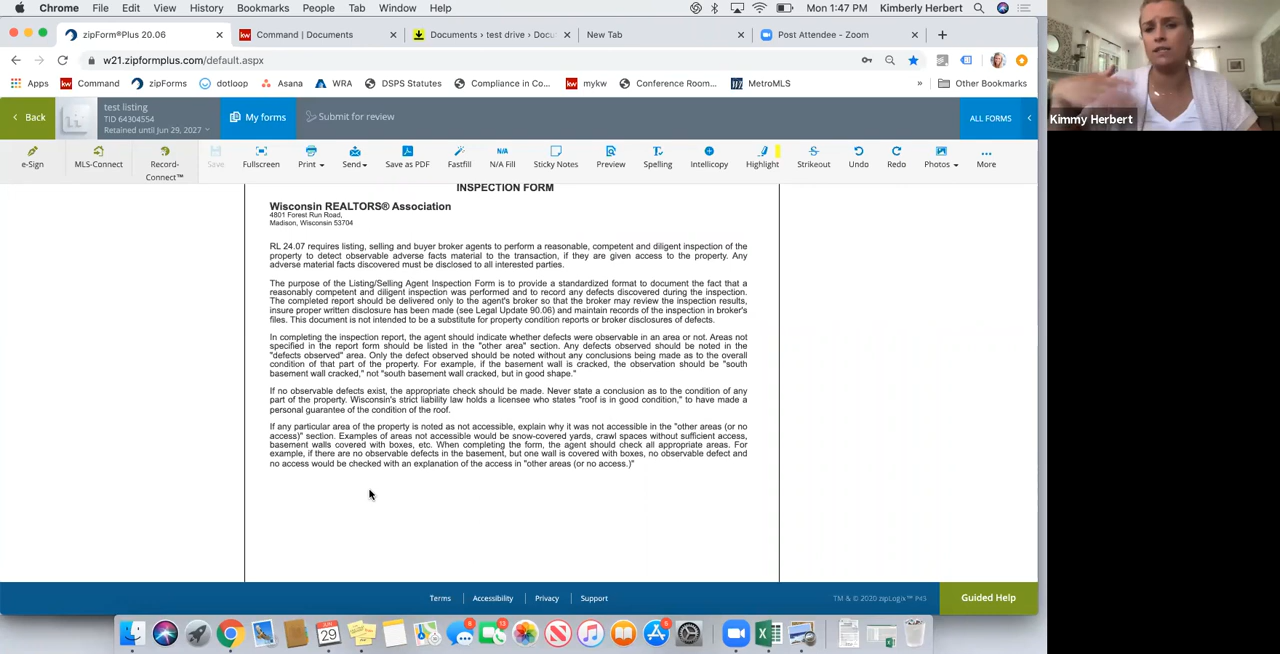 Chrome File Edit View History Bookmarks People Tab Window Help Mon 1:47 PM Kimberly Herbert
zipForm®Plus 20.06 Command | Documents Documents › test drive › Docu New Tab Post Attendee - Zoom
w21.zipformplus.com/default.aspx
Apps Command zipForms dotloop Asana WRA DSPS Statutes Compliance in Co... mykw Conference Room... MetroMLS » Other Bookmarks
Back
test listing
TID 64304554
Retained until Jun 29, 2027
My forms Submit for review ALL FORMS
e-Sign MLS-Connect Record-Connect™ Save Fullscreen Print Send Save as PDF Fastfill N/A Fill Sticky Notes Preview Spelling Intellicopy Highlight Strikeout Undo Redo Photos More
N/A
INSPECTION FORM
Wisconsin REALTORS® Association
4801 Forest Run Road,
Madison, Wisconsin 53704
RL 24.07 requires listing, selling and buyer broker agents to perform a reasonable, competent and diligent inspection of the
property to detect observable adverse facts material to the transaction, if they are given access to the property. Any
adverse material facts discovered must be disclosed to all interested parties.
The purpose of the Listing/Selling Agent Inspection Form is to provide a standardized format to document the fact that a
reasonably competent and diligent inspection was performed and to record any defects discovered during the inspection.
The completed report should be delivered only to the agent's broker so that the broker may review the inspection results,
insure proper written disclosure has been made (see Legal Update 90.06) and maintain records of the inspection in broker's
files. This document is not intended to be a substitute for property condition reports or broker disclosures of defects.
In completing the inspection report, the agent should indicate whether defects were observable in an area or not. Areas not
specified in the report form should be listed in the "other area" section. Any defects observed should be noted in the
"defects observed" area. Only the defect observed should be noted without any conclusions being made as to the overall
condition of that part of the property. For example, if the basement wall is cracked, the observation should be "south
basement wall cracked," not "south basement wall cracked, but in good shape."
If no observable defects exist, the appropriate check should be made. Never state a conclusion as to the condition of any
part of the property. Wisconsin's strict liability law holds a licensee who states "roof is in good condition," to have made a
personal guarantee of the condition of the roof.
If any particular area of the property is noted as not accessible, explain why it was not accessible in the "other areas (or no
access)" section. Examples of areas not accessible would be snow-covered yards, crawl spaces without sufficient access,
basement walls covered with boxes, etc. When completing the form, the agent should check all appropriate areas. For
example, if there are no observable defects in the basement, but one wall is covered with boxes, no observable defect and
no access would be checked with an explanation of the access in "other areas (or no access.)"
Terms Accessibility Privacy Support TM & © 2020 zipLogix™ P45 Guided Help
JUN
29
Kimmy Herbert